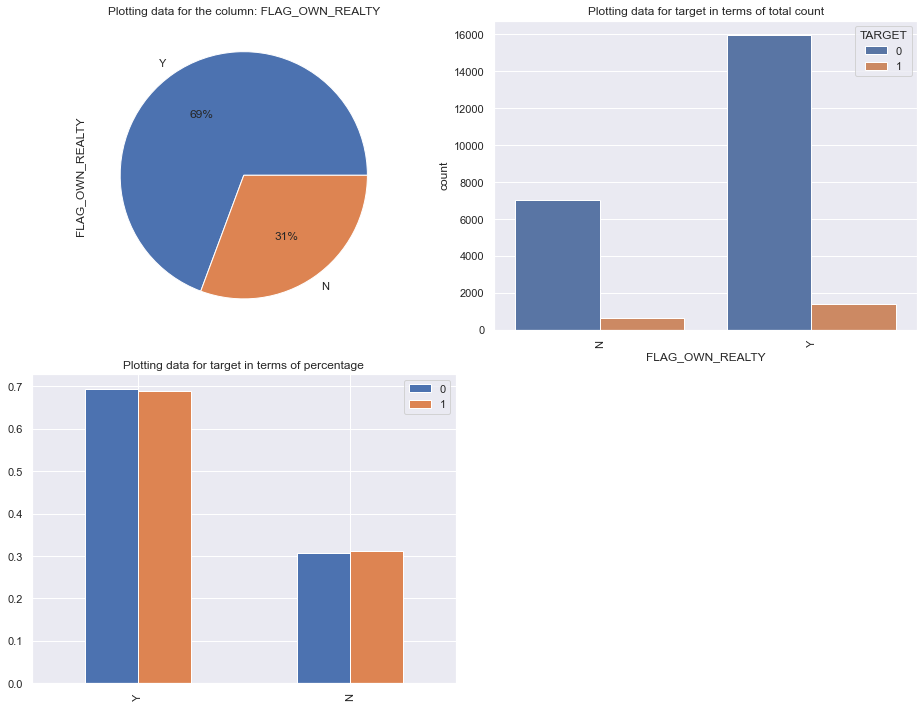 Plotting data for the column: FLAG_OWN_REALTY
FLAG_OWN_REALTY
Y
69%
31%
N
Plotting data for target in terms of total count
count
16000
14000
12000
10000
8000
6000
4000
2000
0
TARGET
0
1
N
Y
FLAG_OWN_REALTY
Plotting data for target in terms of percentage
0.7
0.6
0.5
0.4
0.3
0.2
0.1
0.0
0
1
Y
N